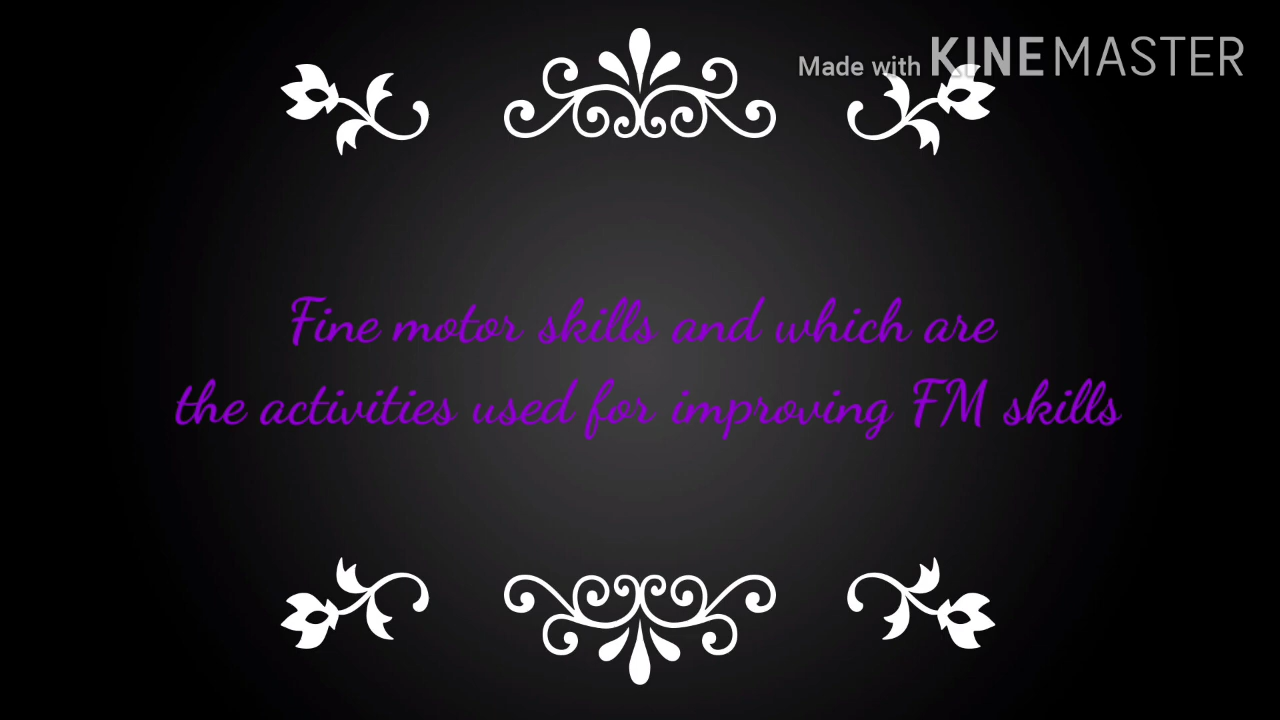 Made with KINEMASTER
Fine motor skills and which are
the activities used for improving FM skills